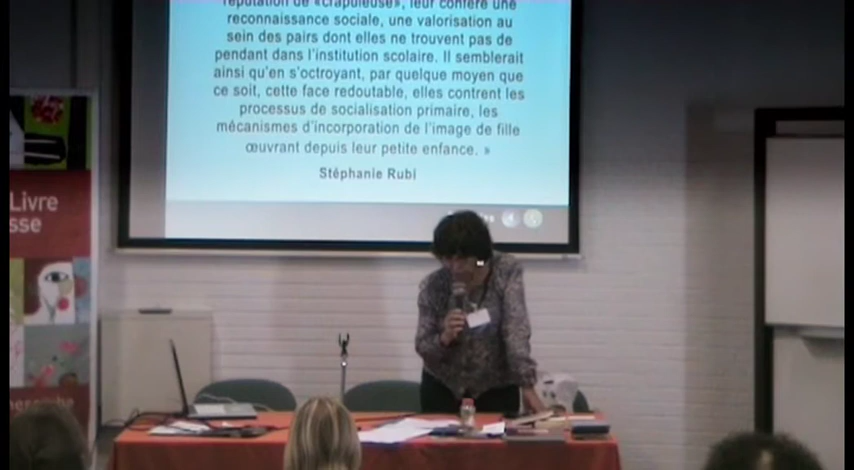 réputation de «crapuleuse», leur confère une
reconnaissance sociale, une valorisation au
sein des pairs dont elles ne trouvent pas de
pendant dans l'institution scolaire. Il semblerait
ainsi qu'en s'octroyant, par quelque moyen que
ce soit, cette face redoutable, elles contrent les
processus de socialisation primaire, les
mécanismes d'incorporation de l'image de fille
œuvrant depuis leur petite enfance. »
Stéphanie Rubi
Livre
sse